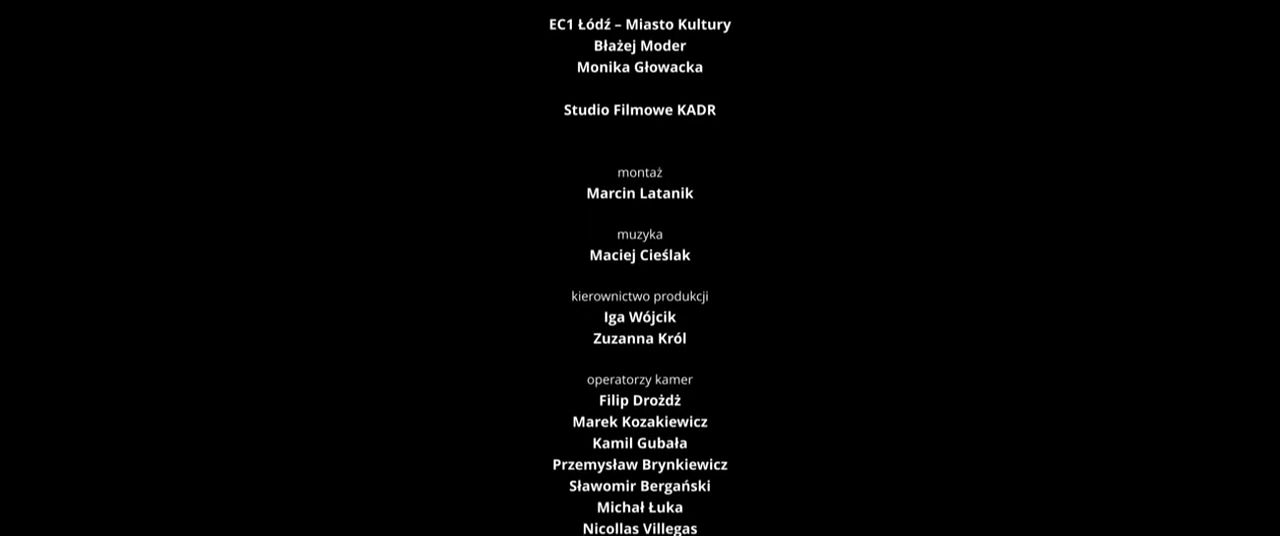 EC1 Łódź – Miasto Kultury
Błażej Moder
Monika Głowacka
Studio Filmowe KADR
montaż
Marcin Latanik
muzyka
Maciej Cieślak
kierownictwo produkcji
Iga Wójcik
Zuzanna Król
operatorzy kamer
Filip Drożdż
Marek Kozakiewicz
Kamil Gubała
Przemysław Brynkiewicz
Sławomir Bergański
Michał Łuka
Nicollas Villegas